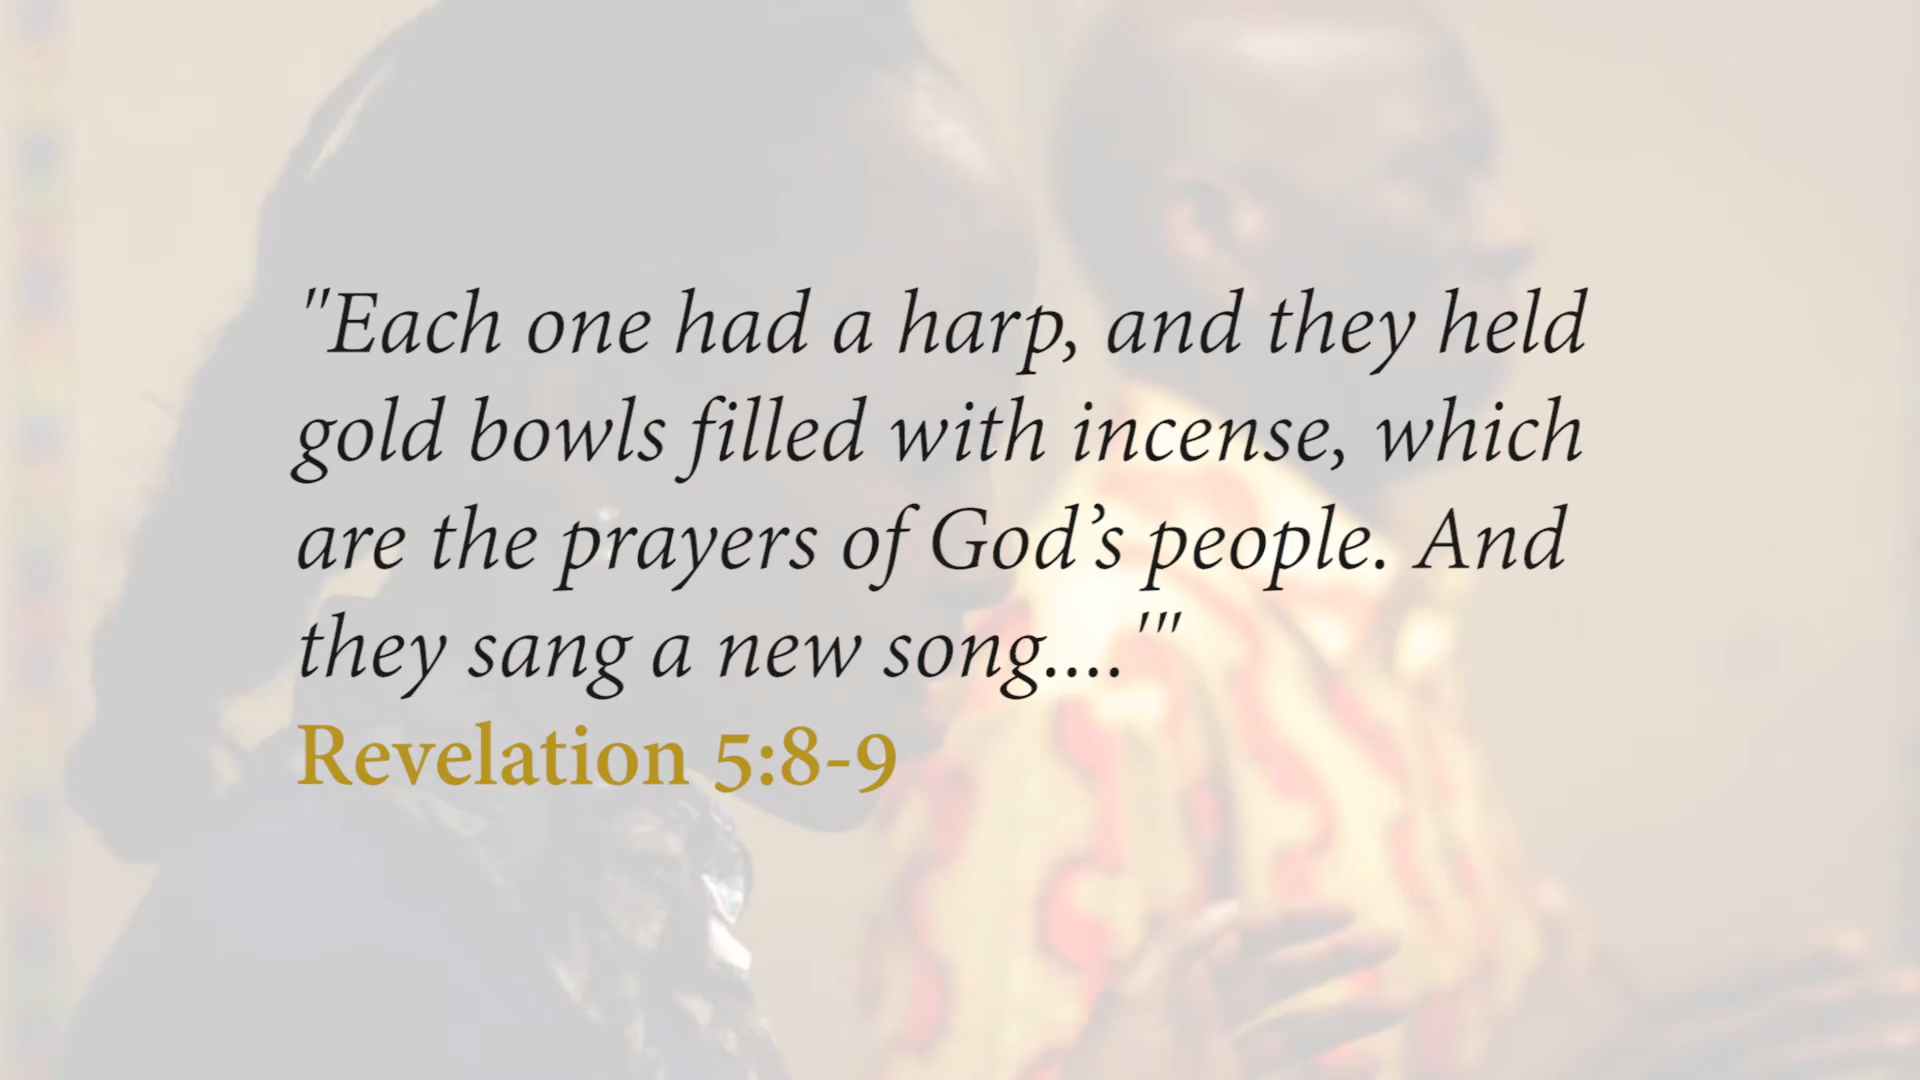 "Each one had a harp, and they held
gold bowls filled with incense, which
are the prayers of God’s people. And
they sang a new song....'"
Revelation 5:8-9